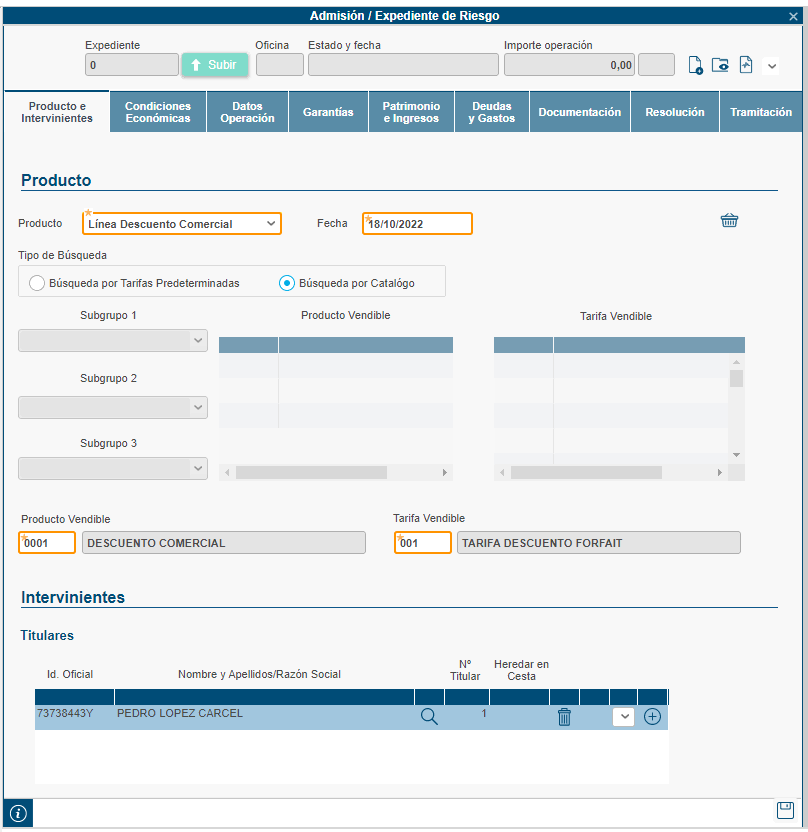 Admisión / Expediente de Riesgo
Expediente
Oficina
Estado y fecha
Importe operación
0
Subir
0,00
Producto e
Intervinientes
Condiciones
Económicas
Datos
Operación
Garantías
Patrimonio
e Ingresos
Deudas
y Gastos
Documentación
Resolución
Tramitación
Producto
Producto
Línea Descuento Comercial
Fecha
18/10/2022
Tipo de Búsqueda
Búsqueda por Tarifas Predeterminadas
Búsqueda por Catalógo
Subgrupo 1
Producto Vendible
Tarifa Vendible
Subgrupo 2
Subgrupo 3
Producto Vendible
Tarifa Vendible
0001
DESCUENTO COMERCIAL
001
TARIFA DESCUENTO FORFAIT
Intervinientes
Titulares
Id. Oficial
Nombre y Apellidos/Razón Social
Nº
Titular
Heredar en
Cesta
73738443Y
PEDRO LOPEZ CARCEL
1